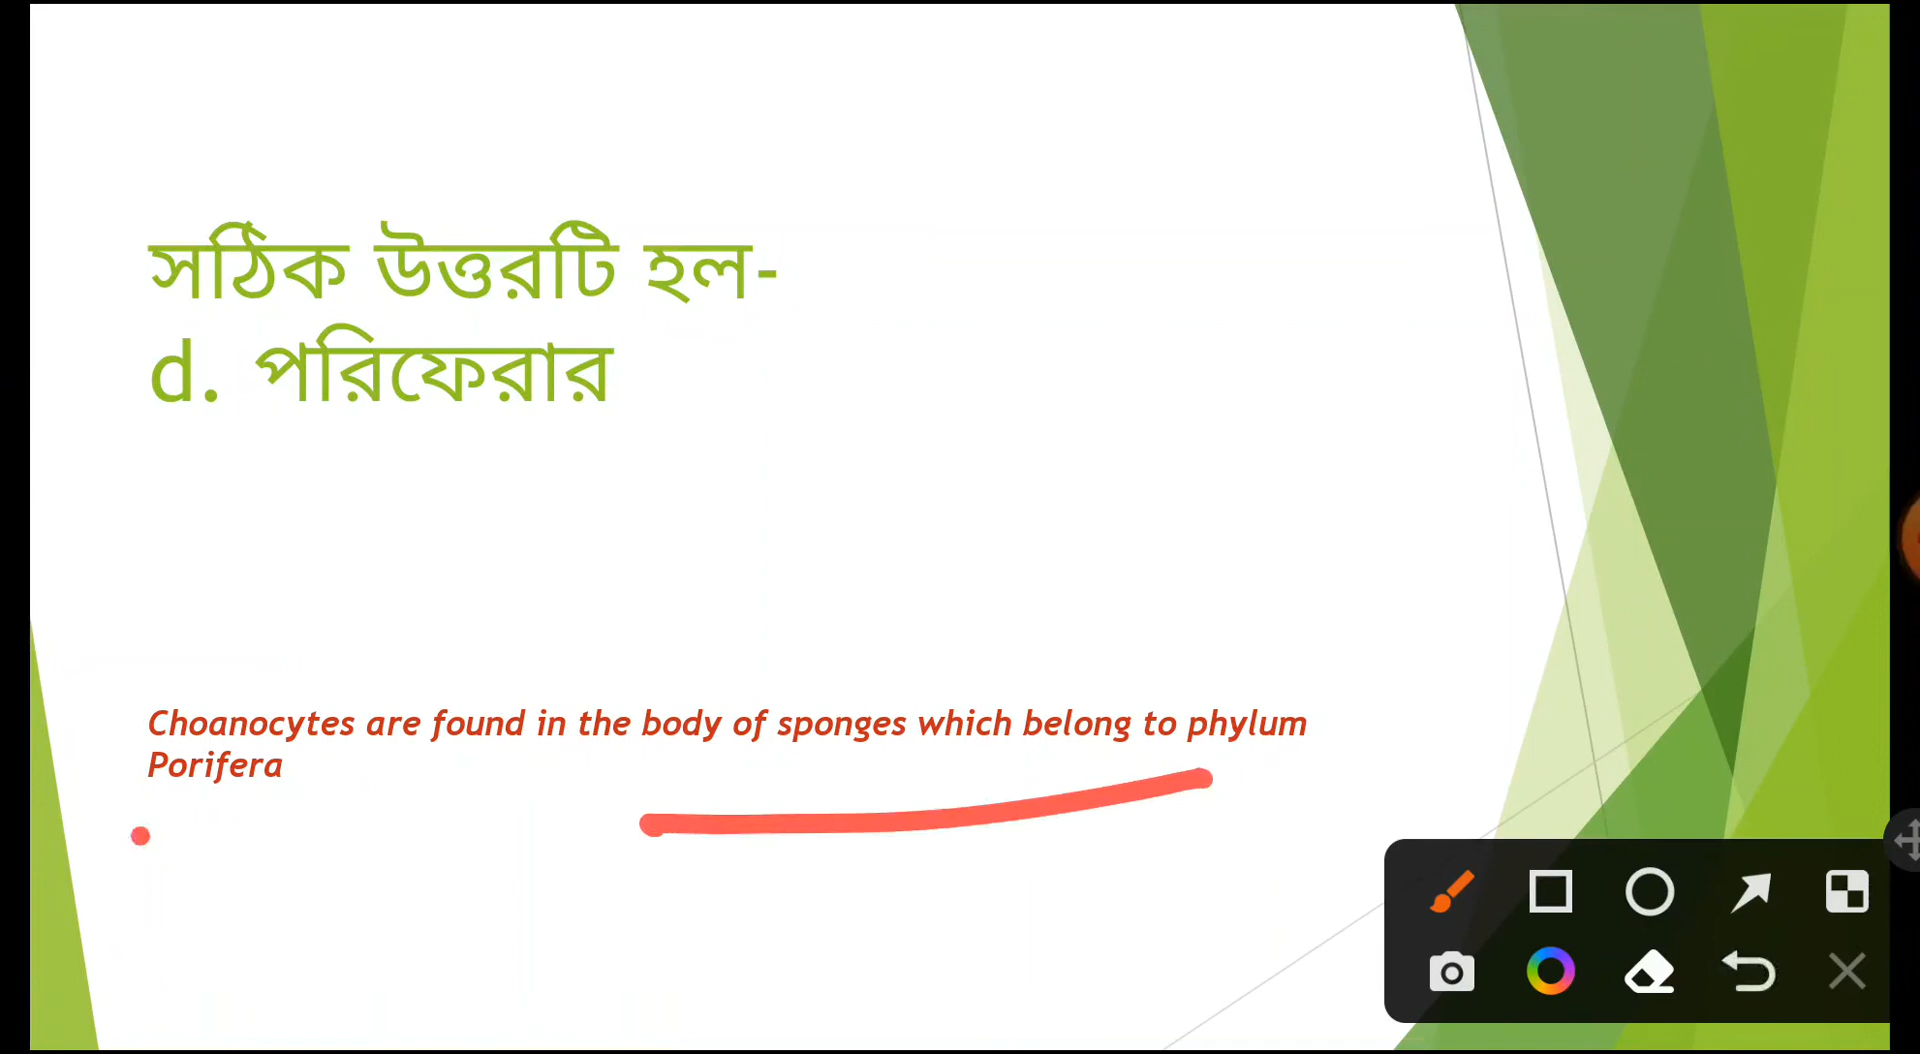 সঠিক উত্তরটি হল-
d. পরিফেরার
Choanocytes are found in the body of sponges which belong to phylum
Porifera